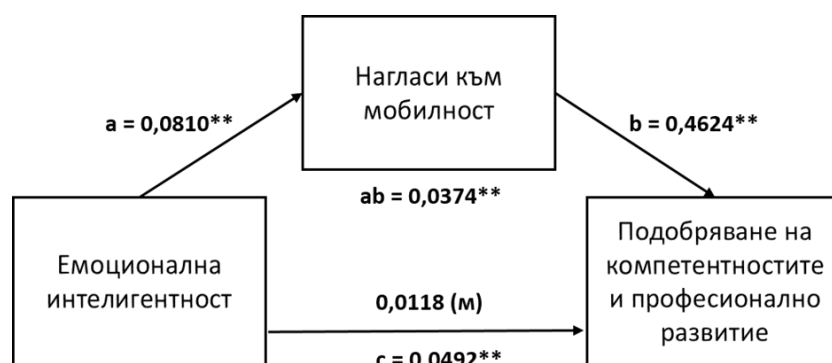 Нагласи към
мобилност
a = 0,0810**
b = 0,4624**
ab = 0,0374**
Емоционална
интелигентност
Подобряване на
компетентностите
и професионално
развитие
0,0118 (м)
c = 0,0492**